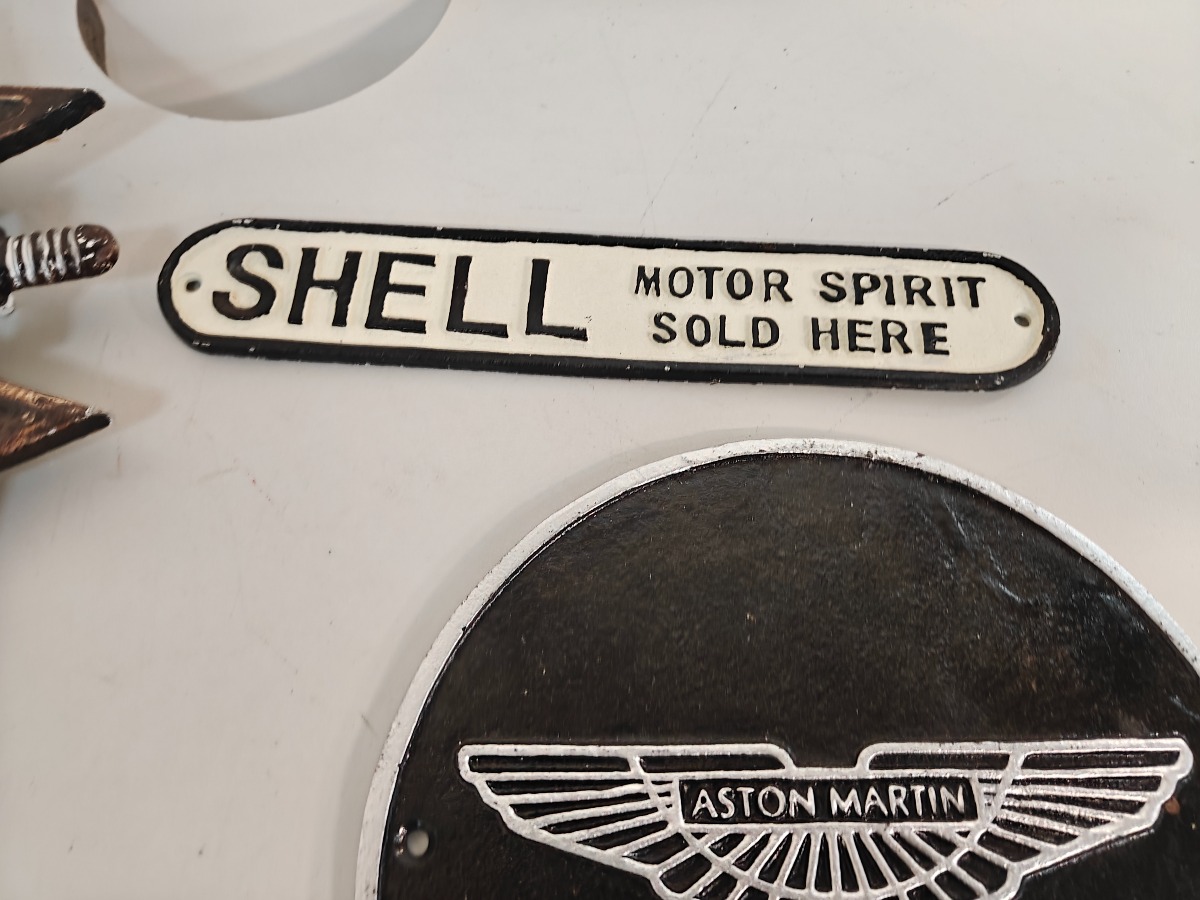 SHELL
MOTOR SPIRIT
SOLD HERE
ASTON MARTIN